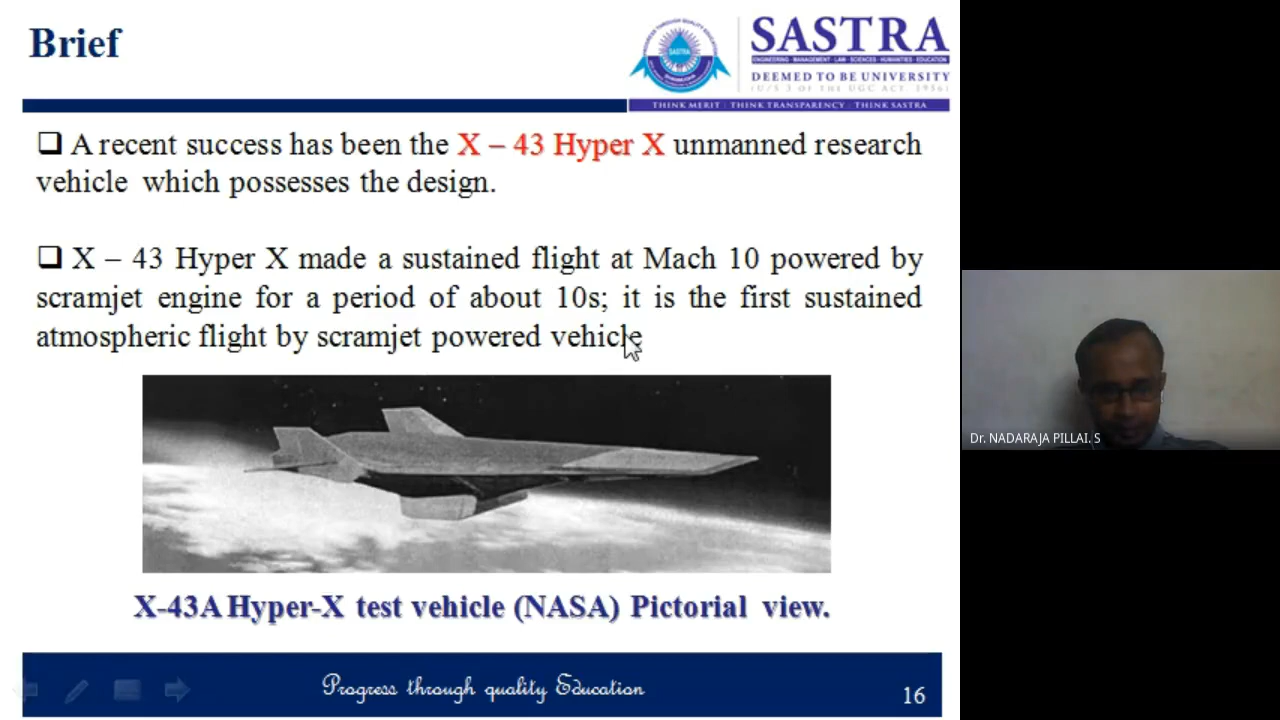 Brief
SASTRA
ENGINEERING · MANAGEMENT · LAW · SCIENCES · HUMANITIES · EDUCATION
DEEMED TO BE UNIVERSITY
(U/S 3 OF THE UGC ACT, 1956)
THINK MERIT | THINK TRANSPARENCY | THINK SASTRA
SASTRA
❑ A recent success has been the X – 43 Hyper X unmanned research
vehicle which possesses the design.
❑ X – 43 Hyper X made a sustained flight at Mach 10 powered by
scramjet engine for a period of about 10s; it is the first sustained
atmospheric flight by scramjet powered vehicle
X-43A Hyper-X test vehicle (NASA) Pictorial view.
Progress through quality Education
16
Dr. NADARAJA PILLAI. S